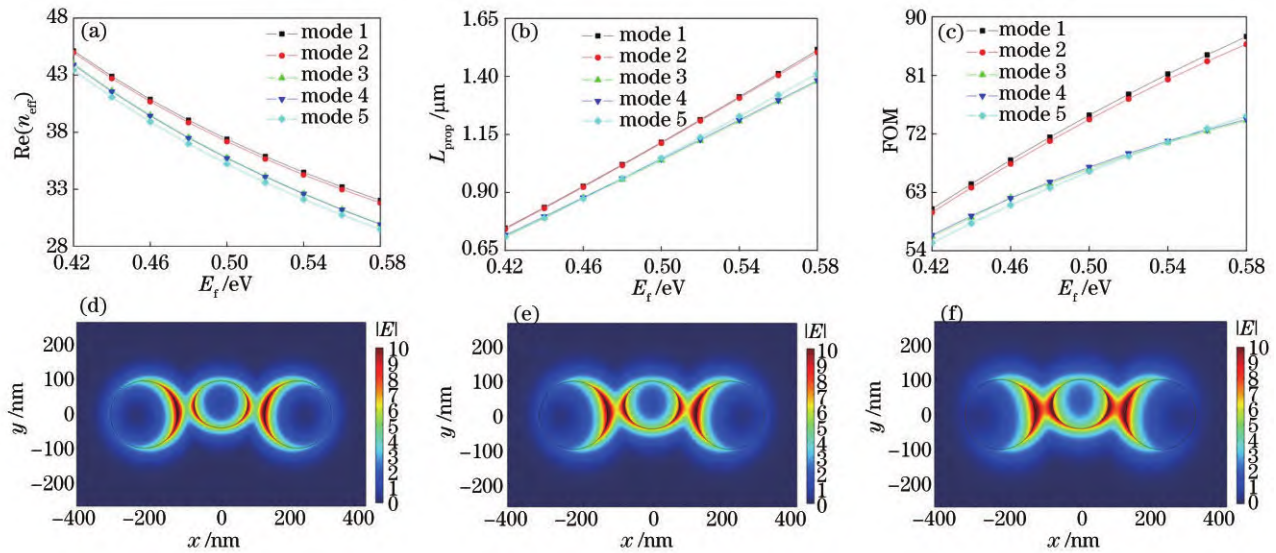 (a)
Re(n_eff)
48
43
38
33
28
0.42 0.46 0.50 0.54 0.58
E_f /eV
mode 1
mode 2
mode 3
mode 4
mode 5
(b)
L_prop /μm
1.65
1.40
1.15
0.90
0.65
0.42 0.46 0.50 0.54 0.58
E_f /eV
mode 1
mode 2
mode 3
mode 4
mode 5
(c)
FOM
90
81
72
63
54
0.42 0.46 0.50 0.54 0.58
E_f /eV
mode 1
mode 2
mode 3
mode 4
mode 5
(d)
y /nm
200
100
0
−100
−200
−400 −200 0 200 400
x /nm
|E|
10
9
8
7
6
5
4
3
2
1
0
(e)
y /nm
200
100
0
−100
−200
−400 −200 0 200 400
x /nm
|E|
10
9
8
7
6
5
4
3
2
1
0
(f)
y /nm
200
100
0
−100
−200
−400 −200 0 200 400
x /nm
|E|
10
9
8
7
6
5
4
3
2
1
0